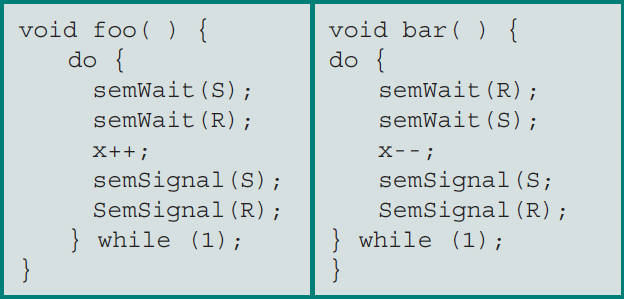 void foo( ) {
do {
semWait(S);
semWait(R);
x++;
semSignal(S);
SemSignal(R);
} while (1);
}
void bar( ) {
do {
semWait(R);
semWait(S);
x--;
semSignal(S;
SemSignal(R);
} while (1);
}